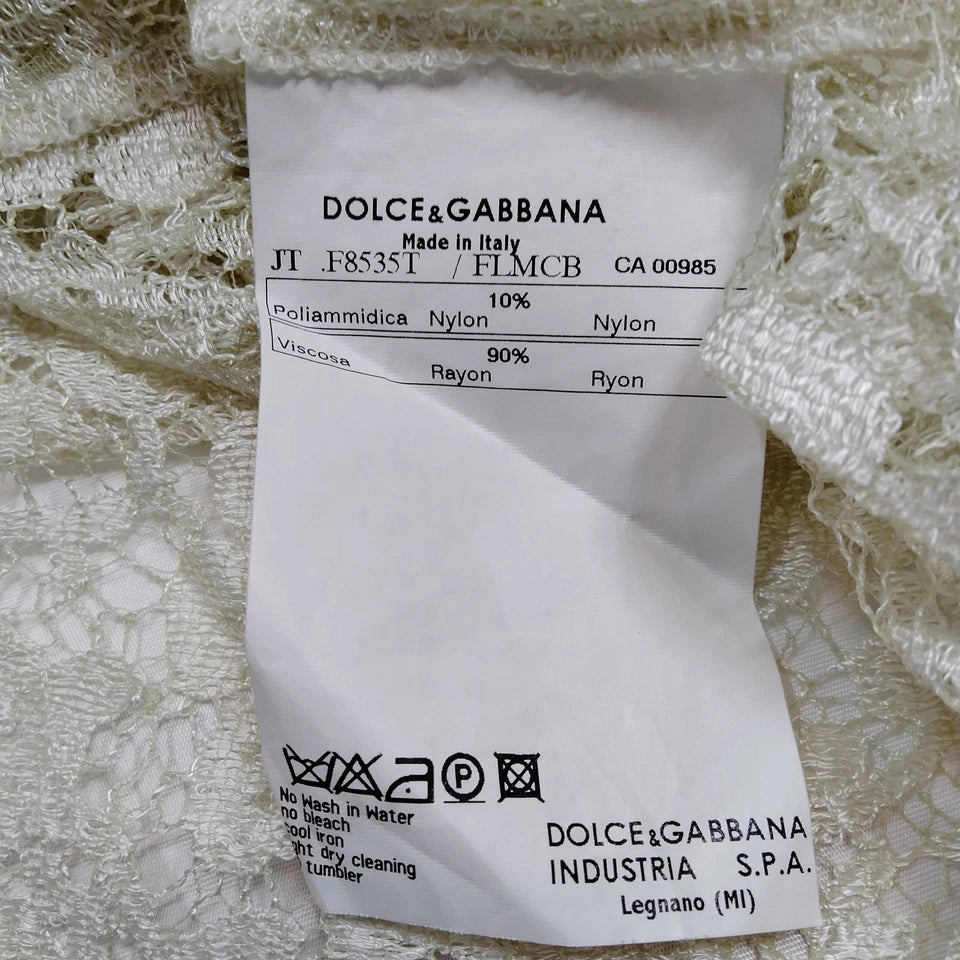 DOLCE&GABBANA
Made in Italy
JT .F8535T / FLMCB CA 00985
10%
Poliammidica Nylon Nylon
90%
Viscosa Rayon Ryon
P
No Wash in Water
no bleach
cool iron
ght dry cleaning
tumbler
DOLCE&GABBANA
INDUSTRIA S.P.A.
Legnano (MI)